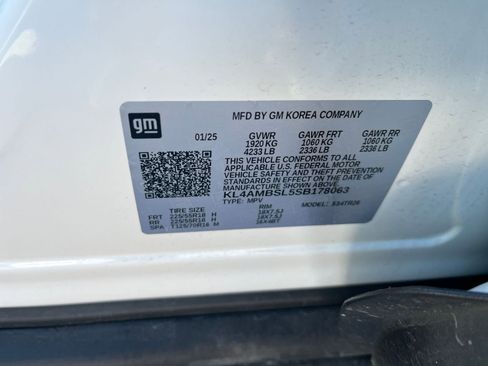 gm
MFD BY GM KOREA COMPANY
01/25 GVWR GAWR FRT GAWR RR
1920 KG 1060 KG 1060 KG
4233 LB 2336 LB 2336 LB
THIS VEHICLE CONFORMS TO ALL
APPLICABLE U.S. FEDERAL MOTOR
VEHICLE SAFETY AND THEFT PREVENTION
STANDARDS IN EFFECT ON THE DATE OF
MANUFACTURE SHOWN ABOVE.
KL4AMBSL5SB178063
TYPE: MPV MODEL:
TIRE SIZE RIM
FRT 225/55R18 H 18X7.5J
RR 225/55R18 H 18X7.5J
SPA T125/70R16 M 16X4BT